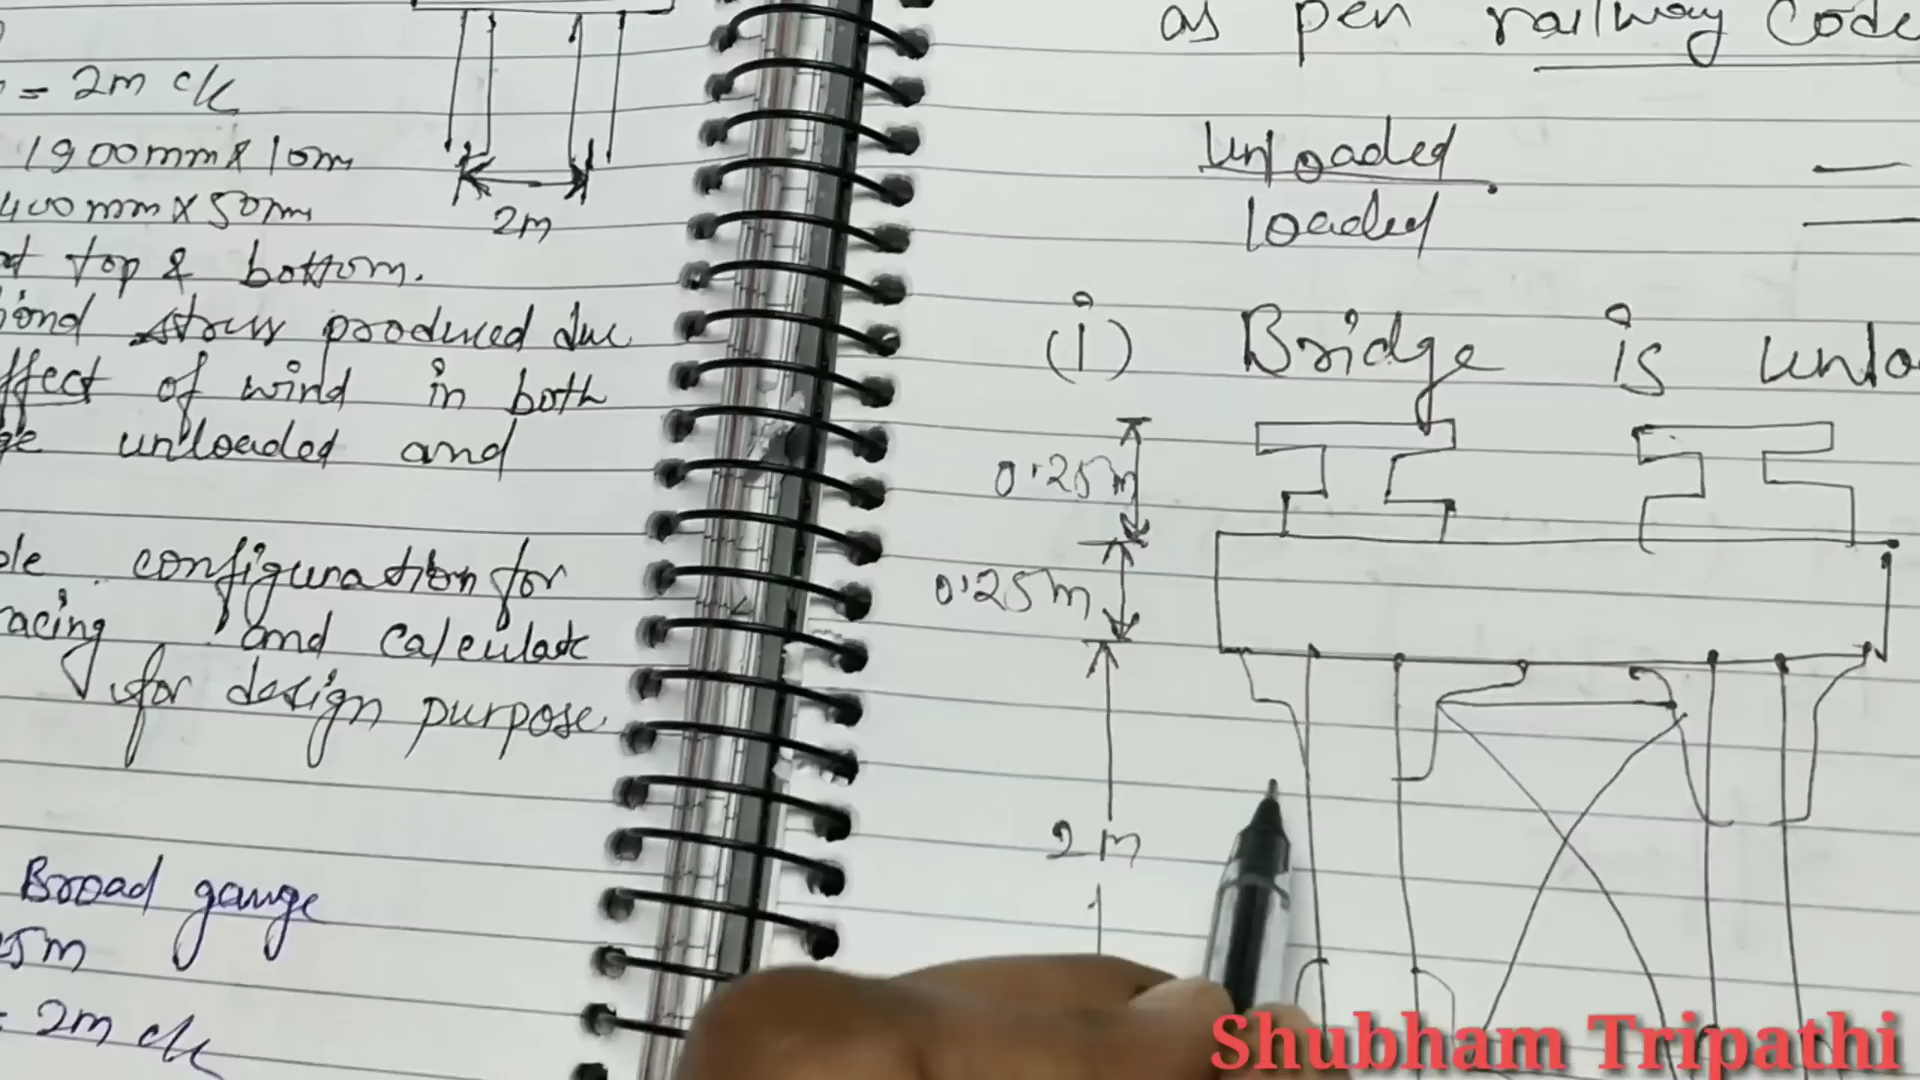 = 2m c/c
1900mm x 10m
400mm x 50m
2m
at top & bottom.
stress produced due
effect of wind in both
unloaded and
configuration for
and calculate
for design purpose.
Broad gauge
5m
= 2m c/c
as per railway Code
unloaded
loaded
(i) Bridge is unlo
0.25m
0.25m
2m
Shubham Tripathi